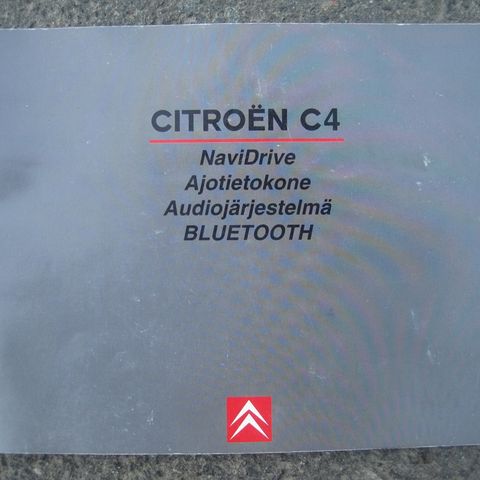 CITROËN C4
NaviDrive
Ajotietokone
Audiojärjestelmä
BLUETOOTH